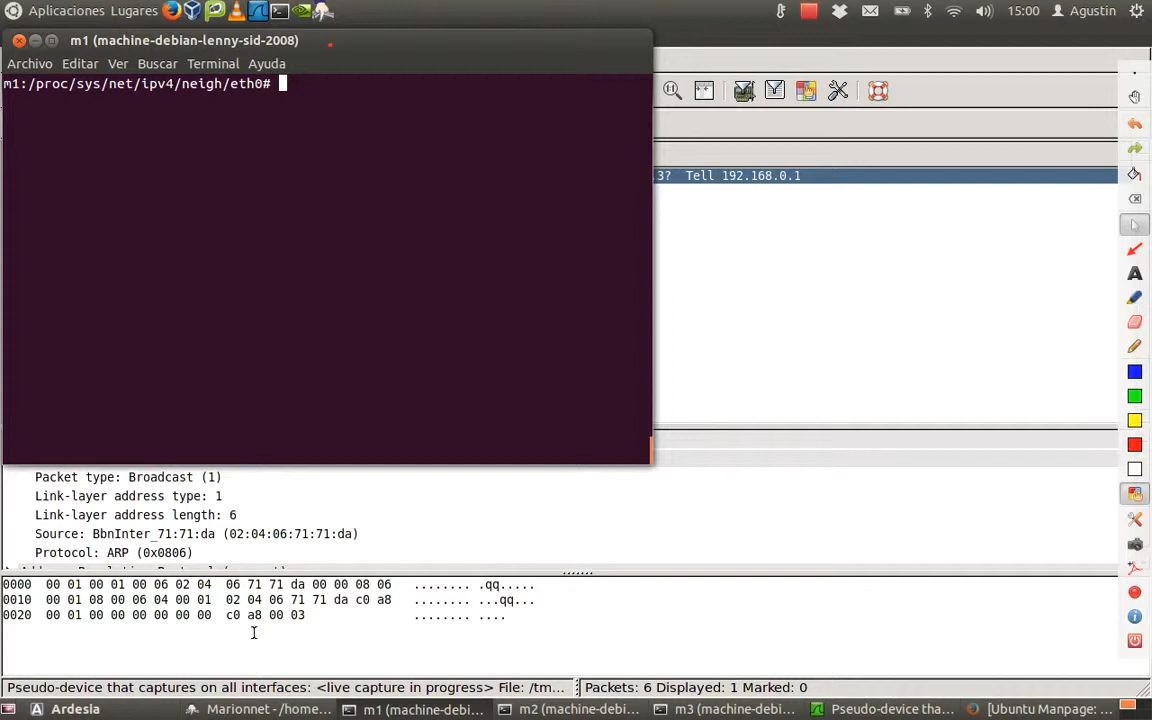 Aplicaciones Lugares 15:00 Agustin
m1 (machine-debian-lenny-sid-2008)
Archivo Editar Ver Buscar Terminal Ayuda
m1:/proc/sys/net/ipv4/neigh/eth0#
.3? Tell 192.168.0.1
Packet type: Broadcast (1)
Link-layer address type: 1
Link-layer address length: 6
Source: BbnInter_71:71:da (02:04:06:71:71:da)
Protocol: ARP (0x0806)
0000 00 01 00 01 00 06 02 04 06 71 71 da 00 00 08 06 ........ .qq.....
0010 00 01 08 00 06 04 00 01 02 04 06 71 71 da c0 a8 ........ ...qq...
0020 00 01 00 00 00 00 00 00 c0 a8 00 03 ........ ....
Pseudo-device that captures on all interfaces: <live capture in progress> File: /tm... Packets: 6 Displayed: 1 Marked: 0
Ardesia Marionnet - /home... m1 (machine-debi... m2 (machine-debi... m3 (machine-debi... Pseudo-device tha... [Ubuntu Manpage: ...